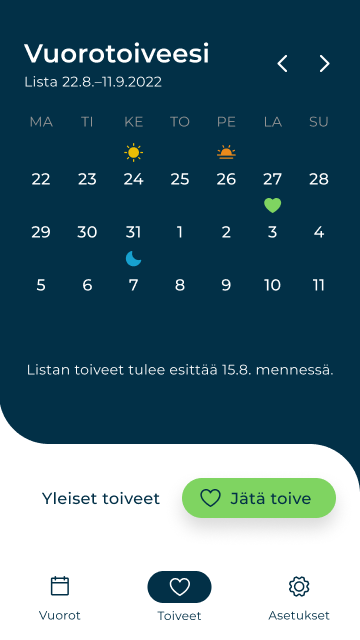 Vuorotoiveesi
Lista 22.8.–11.9.2022
MA TI KE TO PE LA SU
22 23 24 25 26 27 28
29 30 31 1 2 3 4
5 6 7 8 9 10 11
Listan toiveet tulee esittää 15.8. mennessä.
Yleiset toiveet Jätä toive
Vuorot Toiveet Asetukset